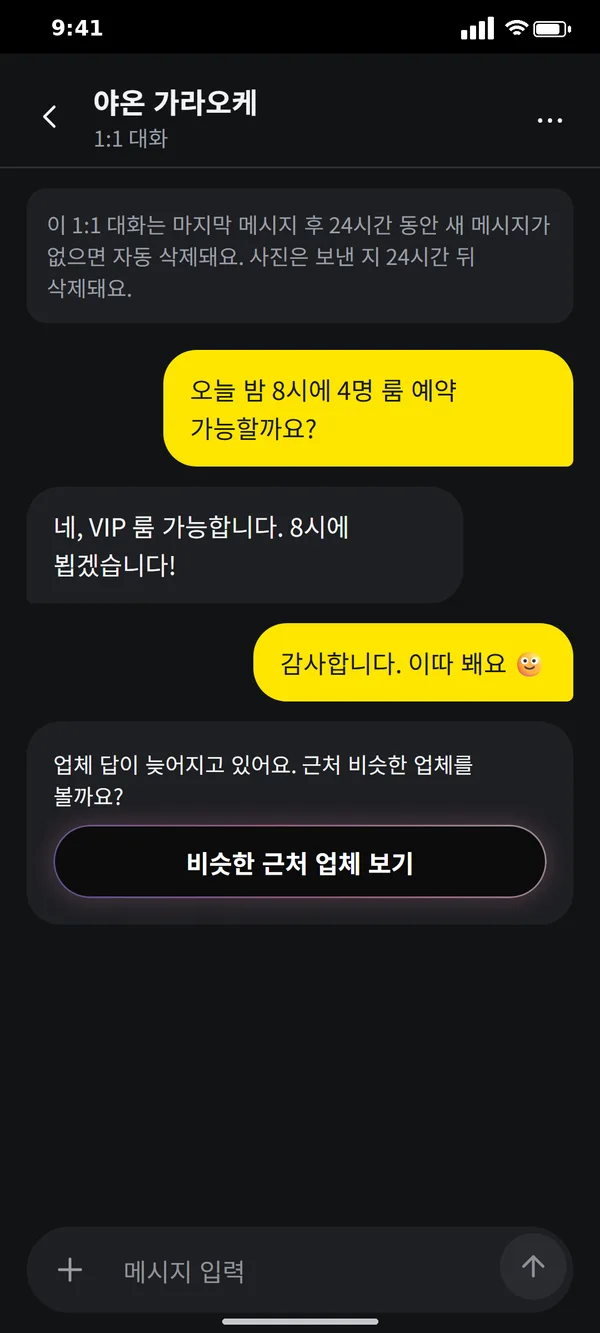 9:41
야온 가라오케
1:1 대화
이 1:1 대화는 마지막 메시지 후 24시간 동안 새 메시지가
없으면 자동 삭제돼요. 사진은 보낸 지 24시간 뒤
삭제돼요.
오늘 밤 8시에 4명 룸 예약
가능할까요?
네, VIP 룸 가능합니다. 8시에
뵙겠습니다!
감사합니다. 이따 봬요 🙂
업체 답이 늦어지고 있어요. 근처 비슷한 업체를
볼까요?
비슷한 근처 업체 보기
메시지 입력